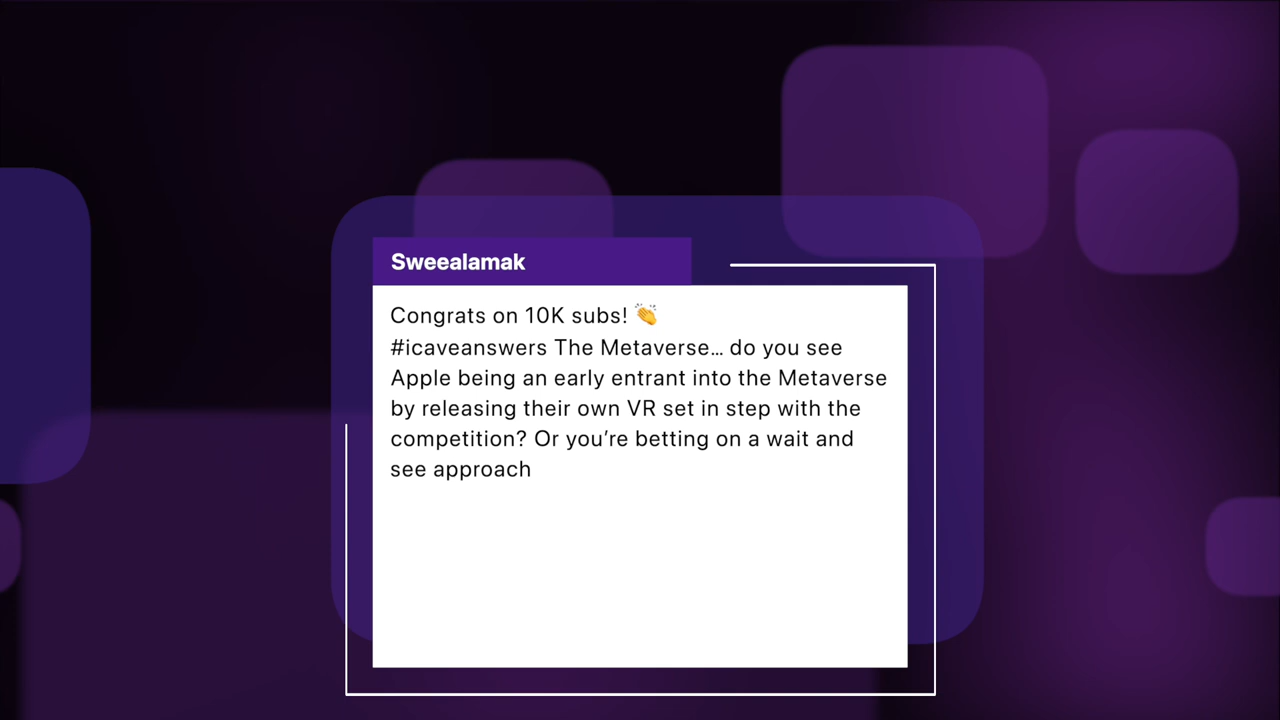 Sweealamak
Congrats on 10K subs! 👏
#icaveanswers The Metaverse… do you see
Apple being an early entrant into the Metaverse
by releasing their own VR set in step with the
competition? Or you’re betting on a wait and
see approach